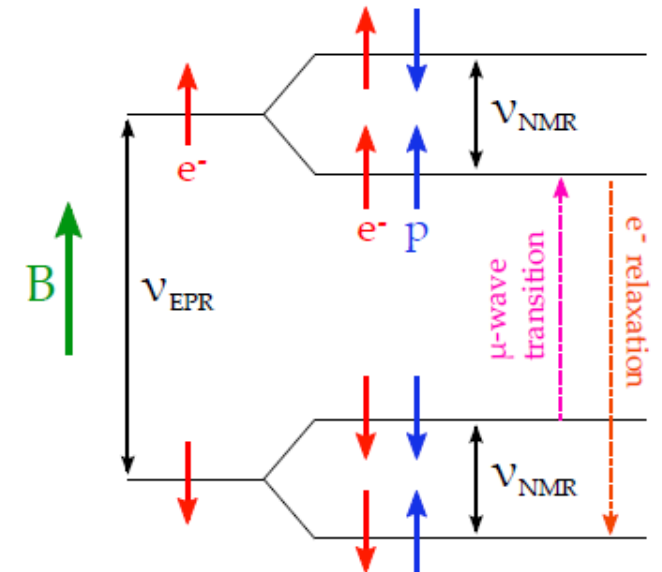 ν_NMR
e⁻
e⁻ p
B
ν_EPR
μ-wave
transition
e⁻ relaxation
ν_NMR